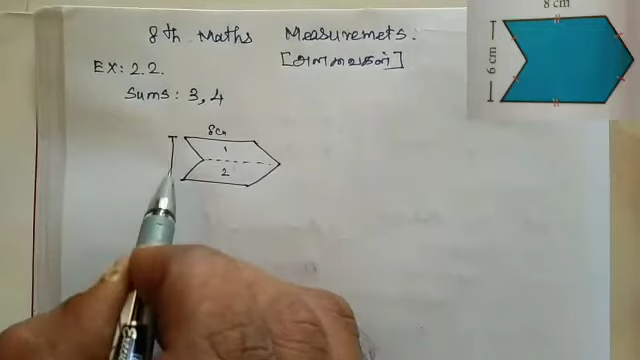 8th Maths Measuremets.
[அளவைகள்]
EX: 2.2.
Sums: 3, 4
8cm
1
2
8 cm
6 cm